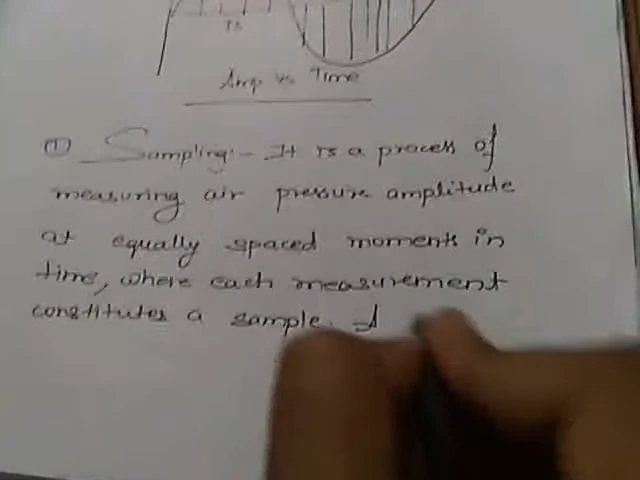 Amp vs Time
① Sampling:- It is a process of
measuring air pressure amplitude
at equally spaced moments in
time, where each measurement
constitutes a sample. A